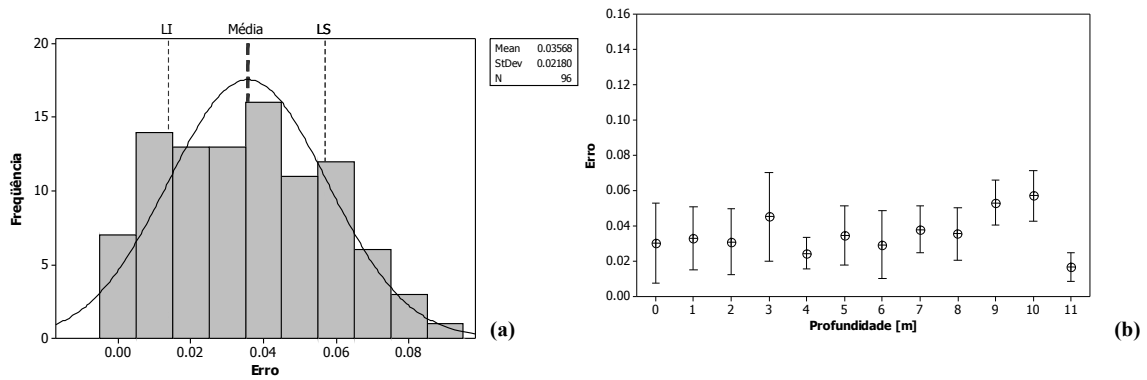 LI Média LS
Mean 0.03568
StDev 0.02180
N 96
Freqüência
20
15
10
5
0
0.00 0.02 0.04 0.06 0.08
Erro
(a)
Erro
0.16
0.14
0.12
0.10
0.08
0.06
0.04
0.02
0.00
0 1 2 3 4 5 6 7 8 9 10 11
Profundidade [m]
(b)